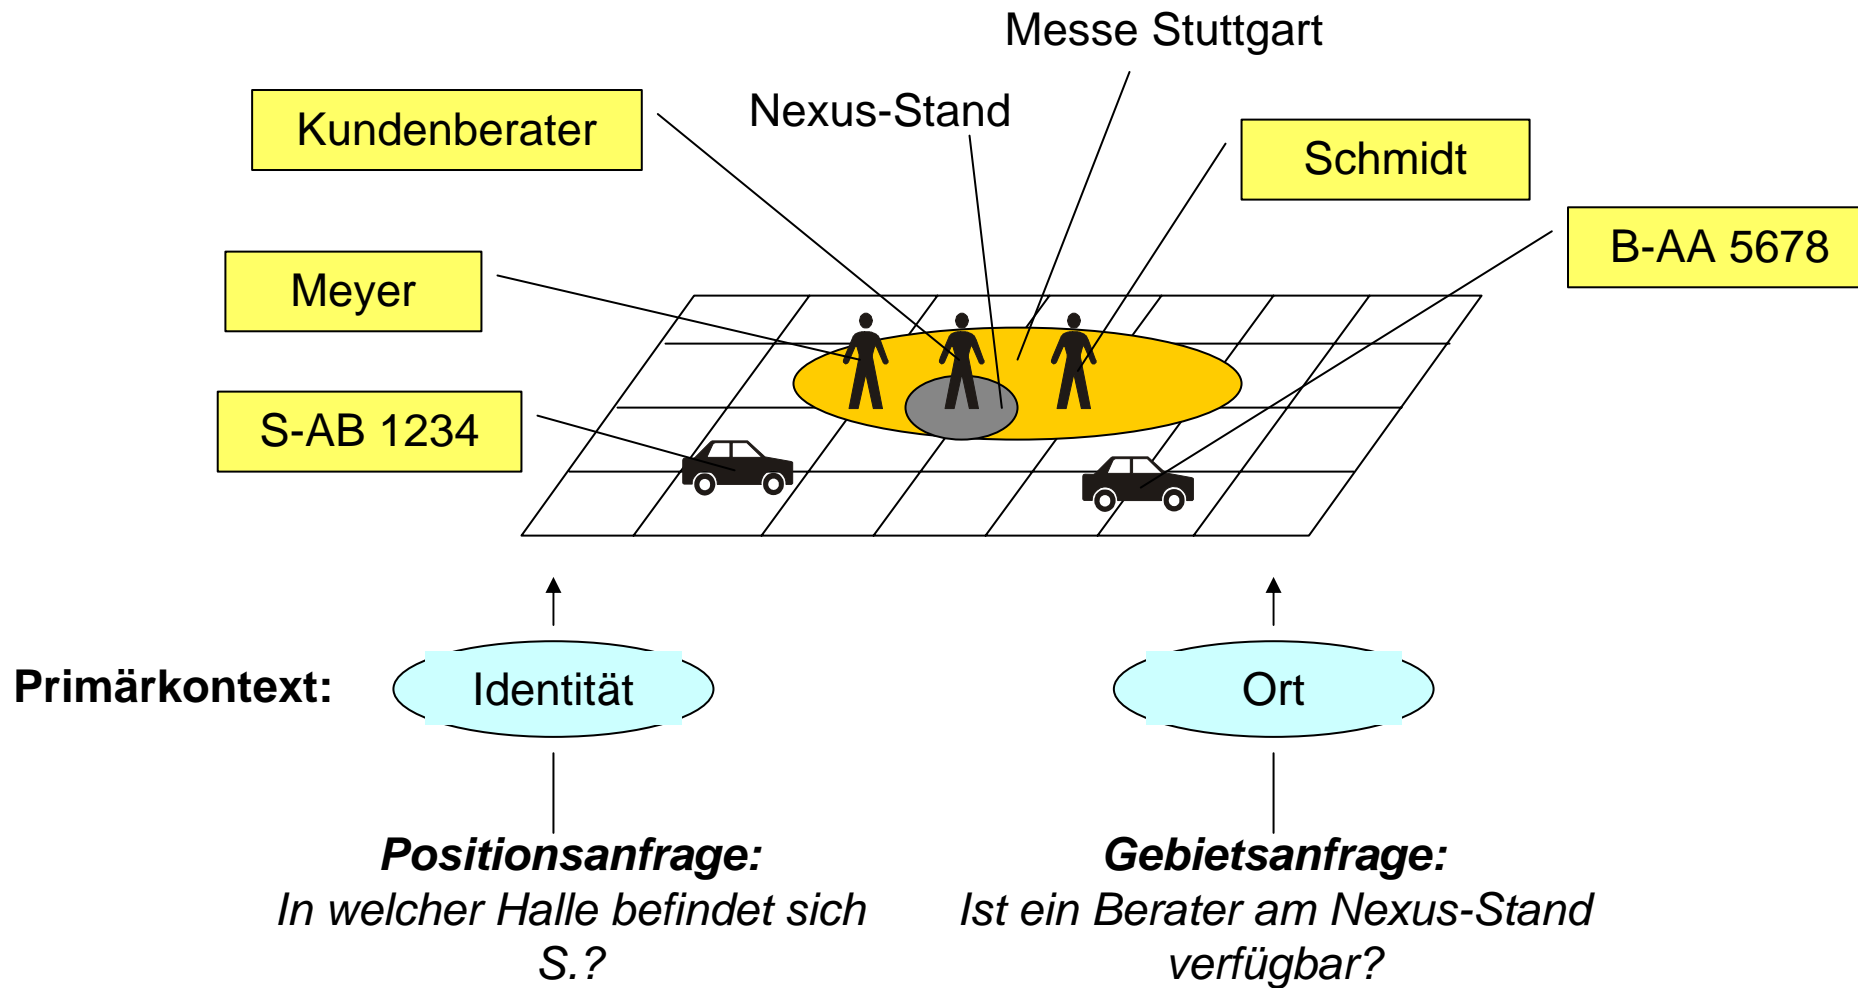 Messe Stuttgart
Nexus-Stand
Kundenberater
Schmidt
B-AA 5678
Meyer
S-AB 1234
Primärkontext:
Identität
Ort
Positionsanfrage:
In welcher Halle befindet sich
S.?
Gebietsanfrage:
Ist ein Berater am Nexus-Stand
verfügbar?